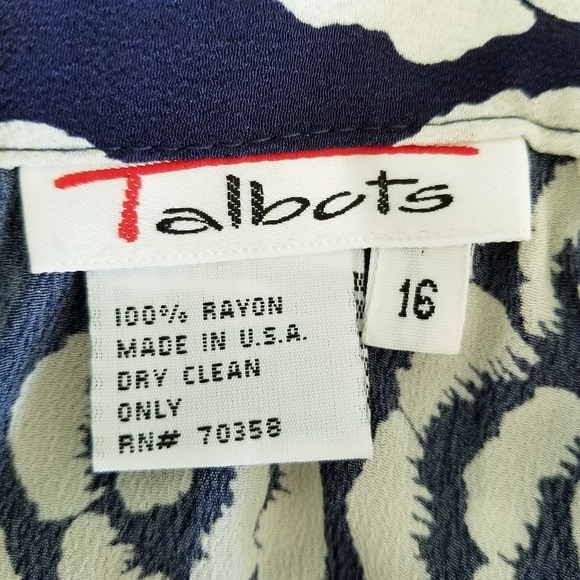 Talbots
100% RAYON
MADE IN U.S.A.
DRY CLEAN
ONLY
RN# 70358
16